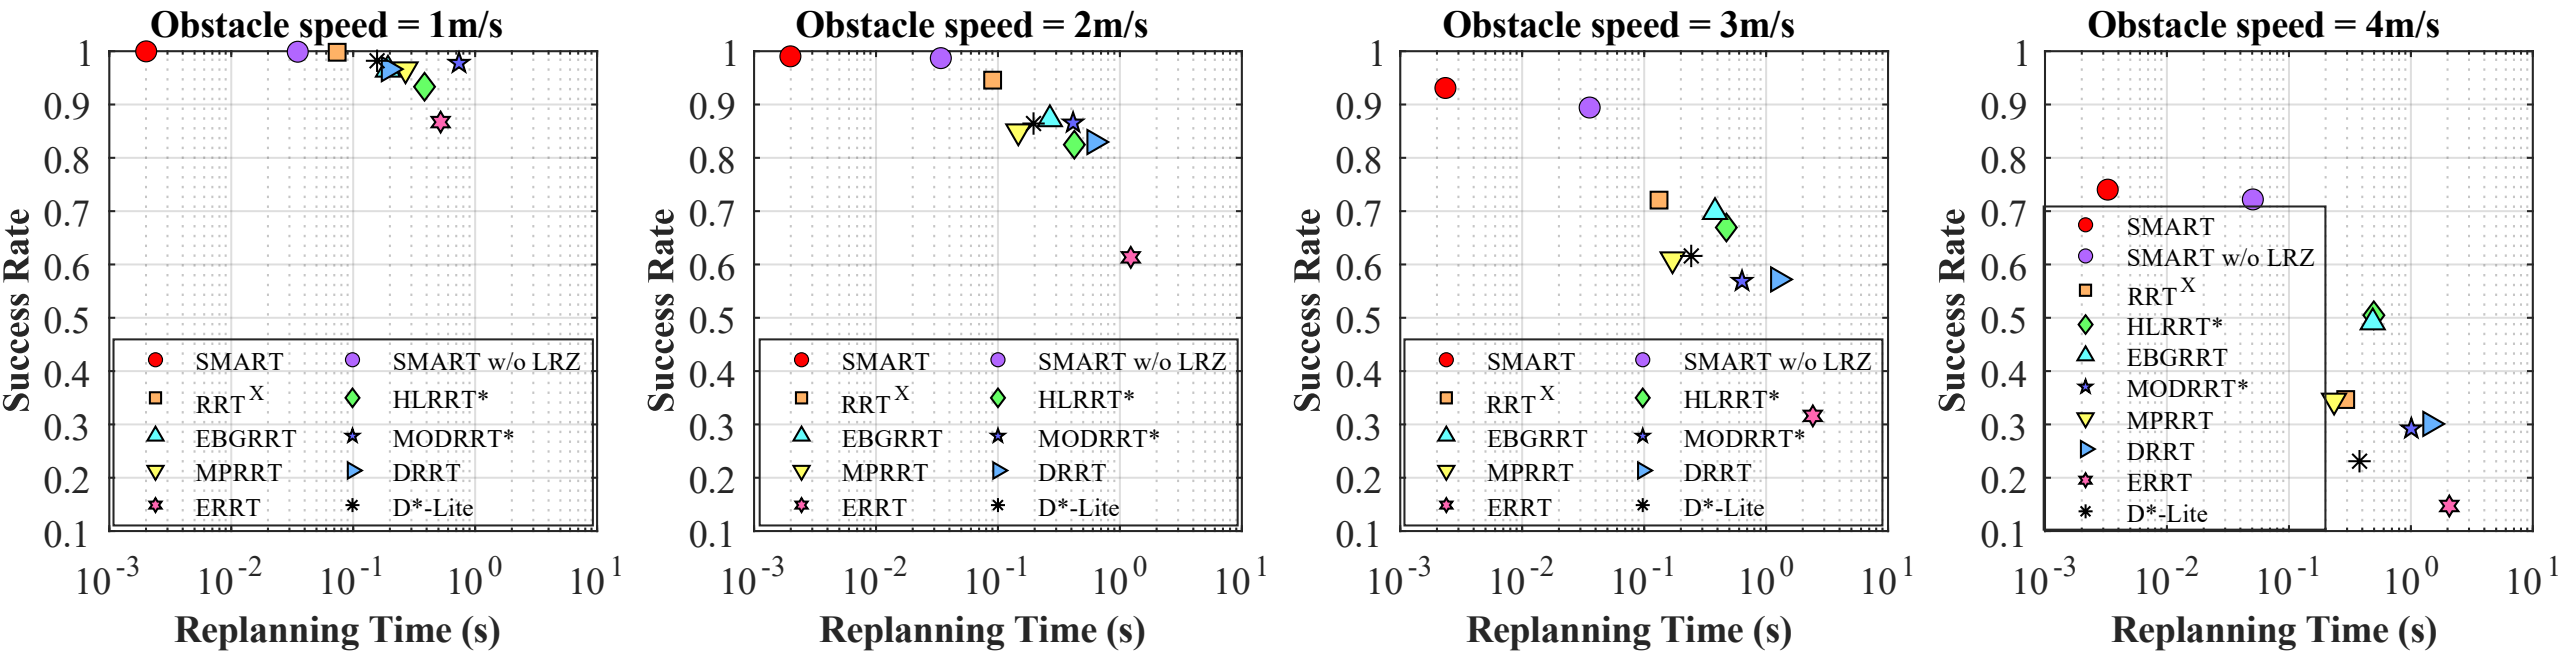 Obstacle speed = 1m/s
Success Rate
1
0.9
0.8
0.7
0.6
0.5
0.4
0.3
0.2
0.1
SMART
SMART w/o LRZ
RRT^X
HLRRT*
EBGRRT
MODRRT*
MPRRT
DRRT
ERRT
D*-Lite
10^-3
10^-2
10^-1
10^0
10^1
Replanning Time (s)
Obstacle speed = 2m/s
Success Rate
1
0.9
0.8
0.7
0.6
0.5
0.4
0.3
0.2
0.1
SMART
SMART w/o LRZ
RRT^X
HLRRT*
EBGRRT
MODRRT*
MPRRT
DRRT
ERRT
D*-Lite
10^-3
10^-2
10^-1
10^0
10^1
Replanning Time (s)
Obstacle speed = 3m/s
Success Rate
1
0.9
0.8
0.7
0.6
0.5
0.4
0.3
0.2
0.1
SMART
SMART w/o LRZ
RRT^X
HLRRT*
EBGRRT
MODRRT*
MPRRT
DRRT
ERRT
D*-Lite
10^-3
10^-2
10^-1
10^0
10^1
Replanning Time (s)
Obstacle speed = 4m/s
Success Rate
1
0.9
0.8
0.7
0.6
0.5
0.4
0.3
0.2
0.1
SMART
SMART w/o LRZ
RRT^X
HLRRT*
EBGRRT
MODRRT*
MPRRT
DRRT
ERRT
D*-Lite
10^-3
10^-2
10^-1
10^0
10^1
Replanning Time (s)